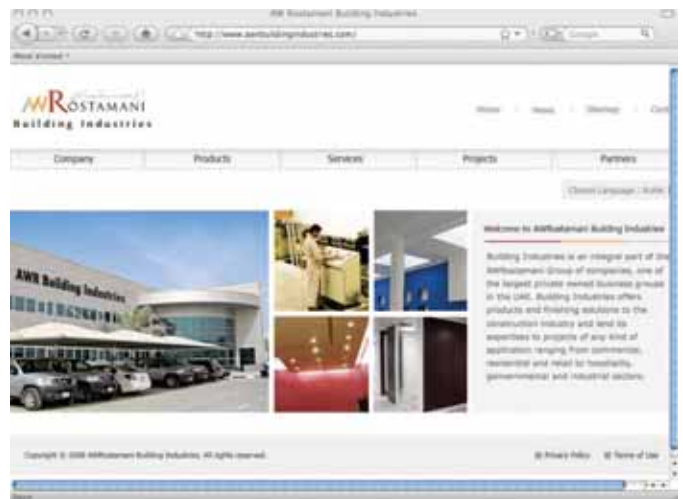 AW Rostamani Building Industries
http://www.awrbuildingindustries.com/
Google
Most Visited
AWROSTAMANI
Building Industries
Home News Sitemap
Company Products Services Projects Partners
Choose Language :
AWR Building Industries
Welcome to AWRostamani Building Industries
Building Industries is an integral part of the
AWRostamani Group of companies, one of
the largest private owned business groups
in the UAE. Building Industries offers
products and finishing solutions to the
construction industry and lend its
expertises to projects of any kind of
application ranging from commercial,
residential and retail to hospitality,
governmental and industrial sectors.
Copyright © 2008 AWRostamani Building Industries, All rights reserved.
Privacy Policy Terms of Use